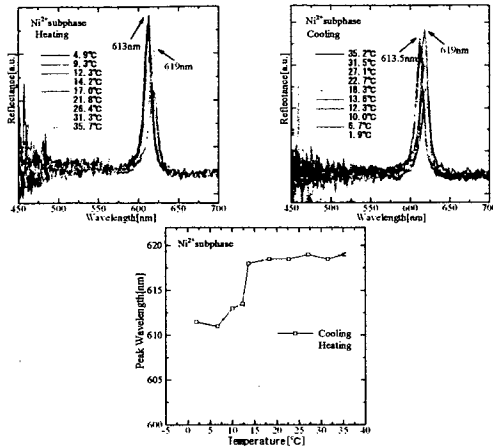 Ni²⁺subphase
Heating
613nm
619nm
4.9℃
9.3℃
12.3℃
14.2℃
17.0℃
21.8℃
26.4℃
31.3℃
35.7℃
Reflectance[a.u.]
450 500 550 600 650 700
Wavelength[nm]
Ni²⁺subphase
Cooling
613.5nm
619nm
35.2℃
31.5℃
27.1℃
22.7℃
18.3℃
13.6℃
12.3℃
10.0℃
6.7℃
1.9℃
Reflectance[a.u.]
450 500 550 600 650 700
Wavelength[nm]
Ni²⁺subphase
620
615
610
605
600
Peak Wavelength[nm]
Cooling
Heating
-5 0 5 10 15 20 25 30 35 40
Temperature[℃]